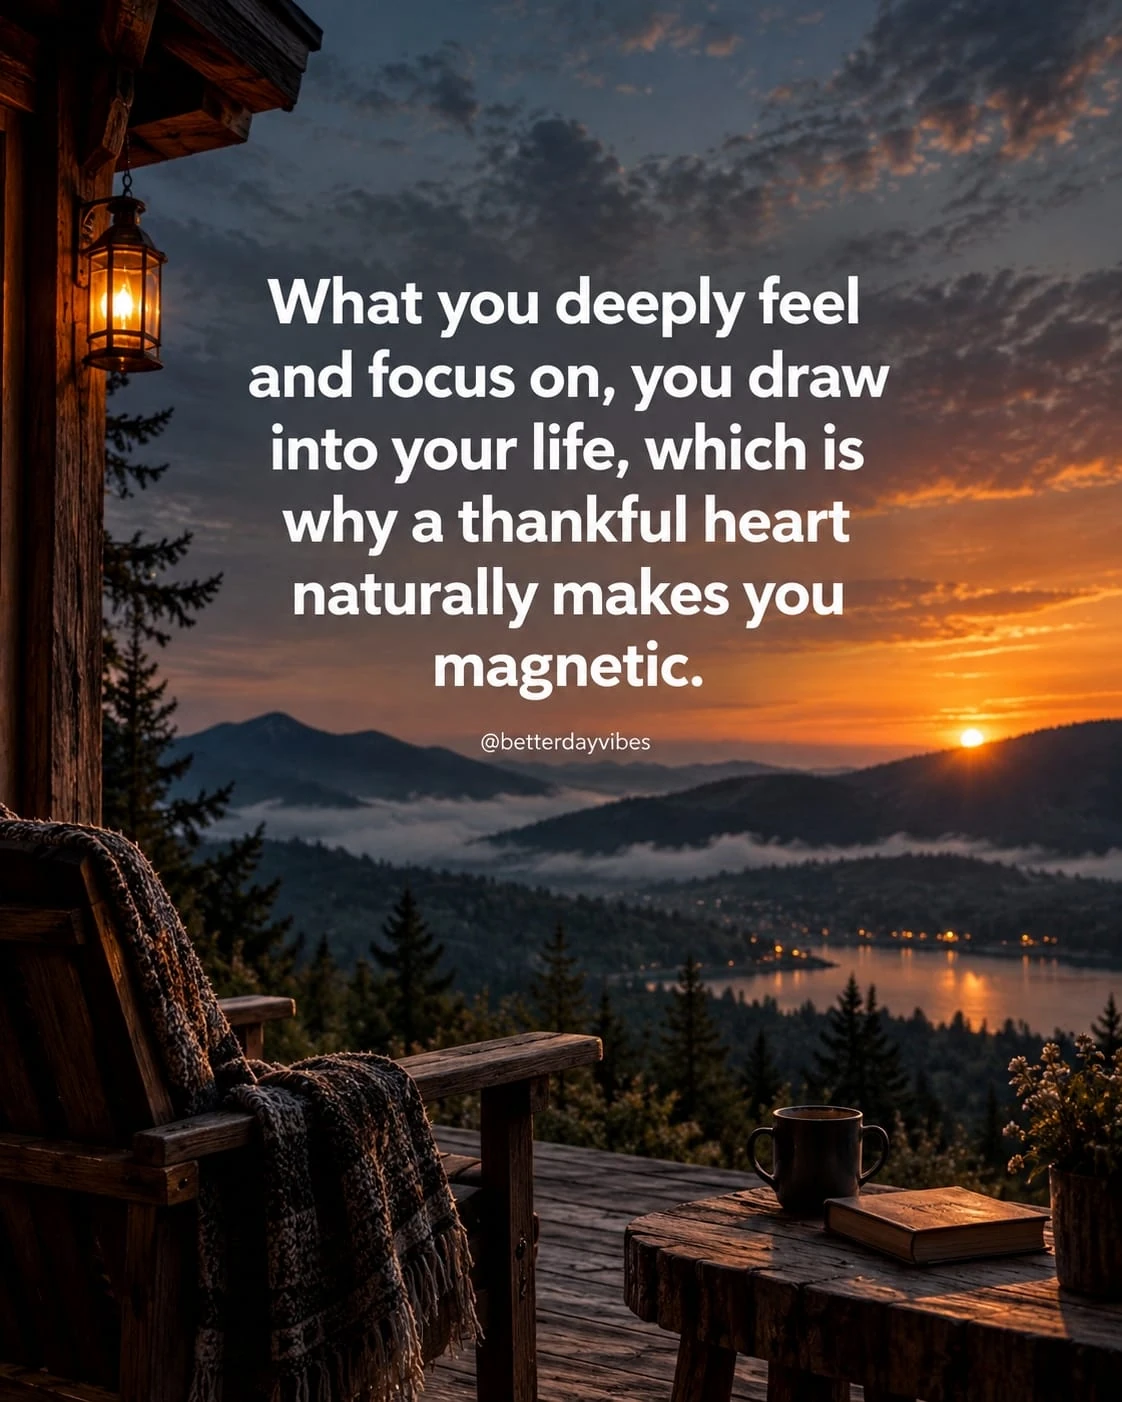 What you deeply feel
and focus on, you draw
into your life, which is
why a thankful heart
naturally makes you
magnetic.
@betterdayvibes